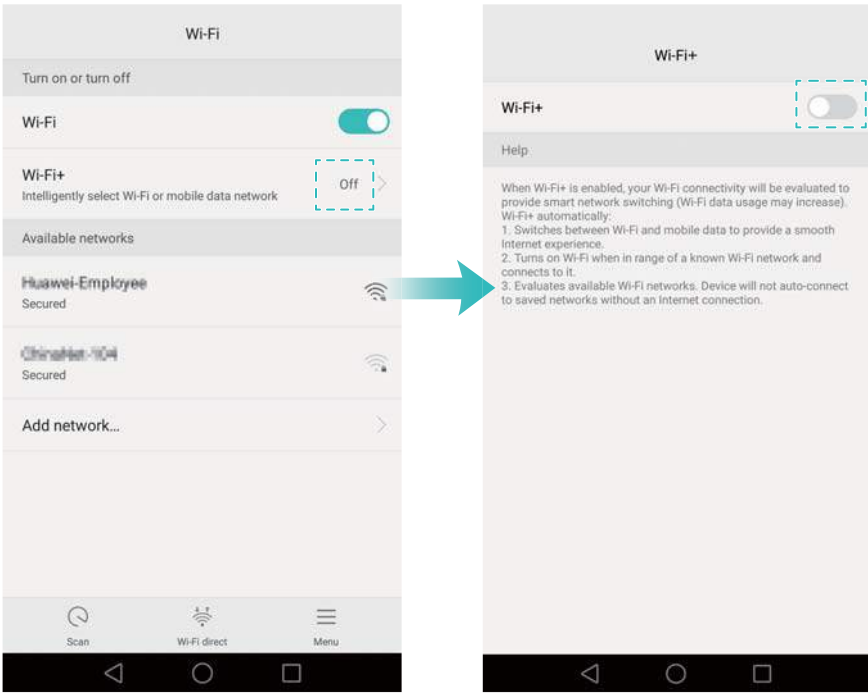 Wi-Fi
Turn on or turn off
Wi-Fi
Wi-Fi+
Intelligently select Wi-Fi or mobile data network
Off
Available networks
Huawei-Employee
Secured
ChinaNet-104
Secured
Add network...
Scan
Wi-Fi direct
Menu
Wi-Fi+
Wi-Fi+
Help
When Wi-Fi+ is enabled, your Wi-Fi connectivity will be evaluated to
provide smart network switching (Wi-Fi data usage may increase).
Wi-Fi+ automatically:
1. Switches between Wi-Fi and mobile data to provide a smooth
Internet experience.
2. Turns on Wi-Fi when in range of a known Wi-Fi network and
connects to it.
3. Evaluates available Wi-Fi networks. Device will not auto-connect
to saved networks without an Internet connection.